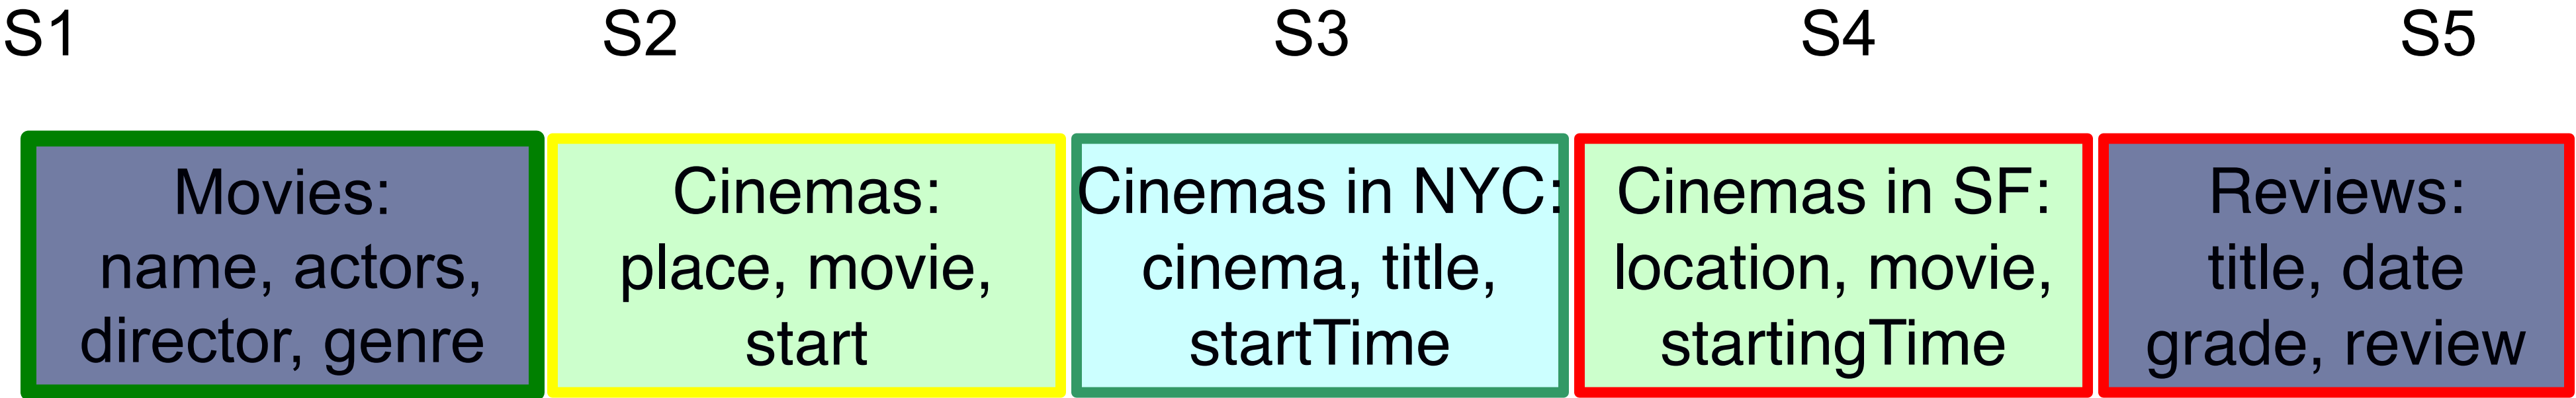 S1 S2 S3 S4 S5
Movies:
name, actors,
director, genre
Cinemas:
place, movie,
start
Cinemas in NYC:
cinema, title,
startTime
Cinemas in SF:
location, movie,
startingTime
Reviews:
title, date
grade, review